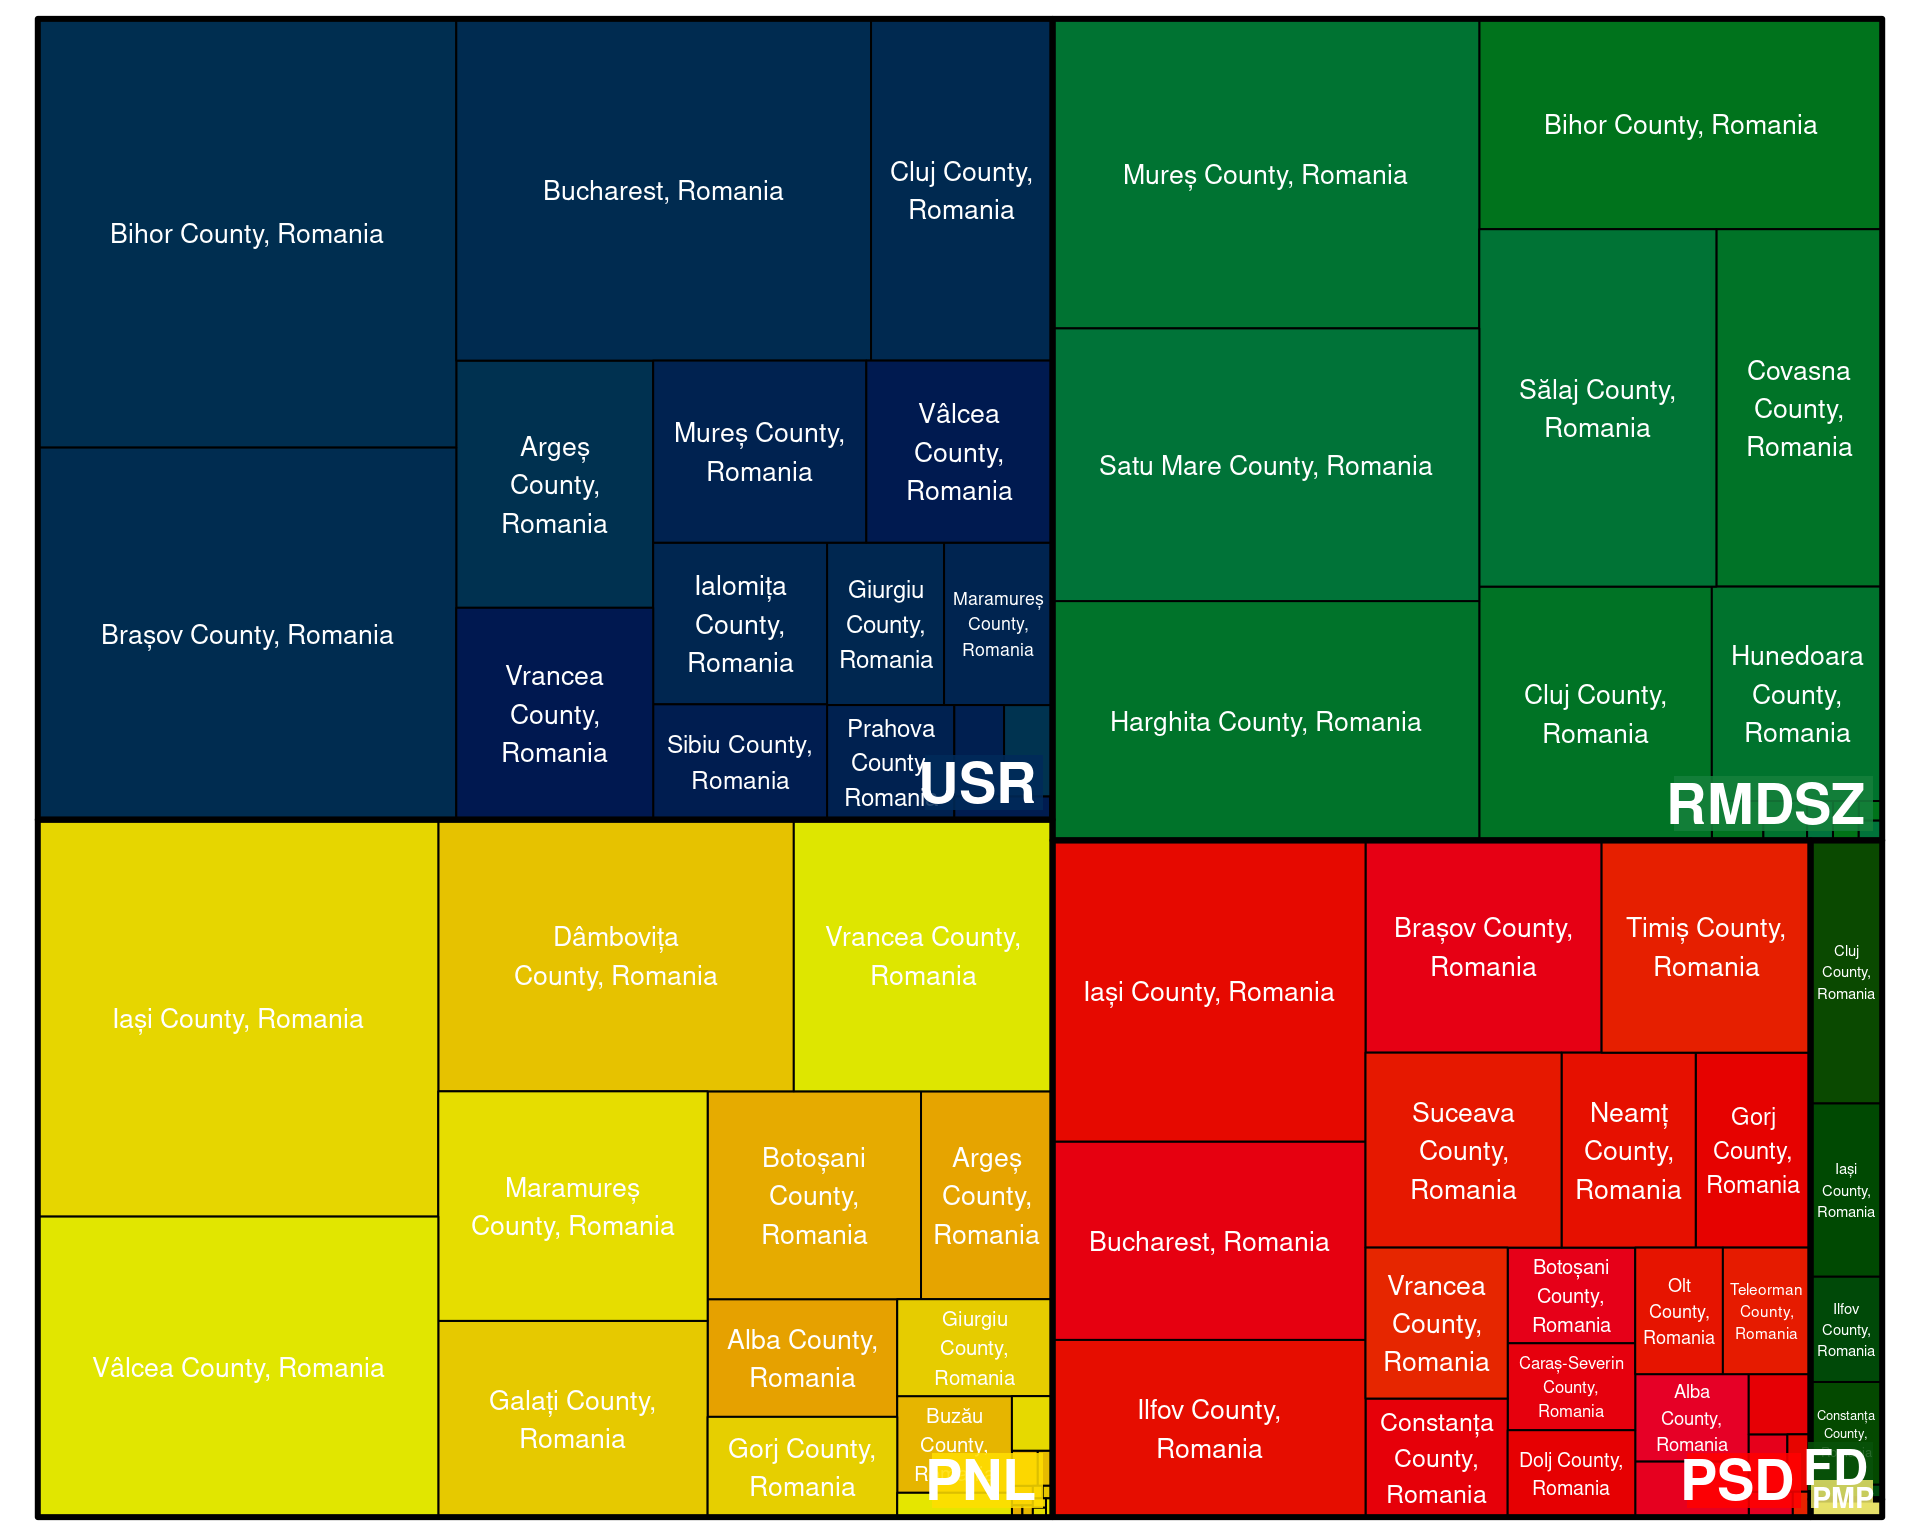 Bihor County, Romania
Bucharest, Romania
Cluj County,
Romania
Brașov County, Romania
Argeș
County,
Romania
Mureș County,
Romania
Vâlcea
County,
Romania
Vrancea
County,
Romania
Ialomița
County,
Romania
Giurgiu
County,
Romania
Maramureș
County,
Romania
Sibiu County,
Romania
Prahova
County,
Romania
USR
Mureș County, Romania
Bihor County, Romania
Satu Mare County, Romania
Sălaj County,
Romania
Covasna
County,
Romania
Harghita County, Romania
Cluj County,
Romania
Hunedoara
County,
Romania
RMDSZ
Iași County, Romania
Dâmbovița
County, Romania
Vrancea County,
Romania
Vâlcea County, Romania
Maramureș
County, Romania
Botoșani
County,
Romania
Argeș
County,
Romania
Galați County,
Romania
Alba County,
Romania
Giurgiu
County,
Romania
Gorj County,
Romania
Buzău
County,
PNL
Iași County, Romania
Brașov County,
Romania
Timiș County,
Romania
Bucharest, Romania
Suceava
County,
Romania
Neamț
County,
Romania
Gorj
County,
Romania
Ilfov County,
Romania
Vrancea
County,
Romania
Botoșani
County,
Romania
Olt
County,
Romania
Teleorman
County,
Romania
Caraș-Severin
County,
Romania
Constanța
County,
Romania
Dolj County,
Romania
Alba
County,
Romania
PSD
Cluj
County,
Romania
Iași
County,
Romania
Ilfov
County,
Romania
Constanța
County,
FD
PMP